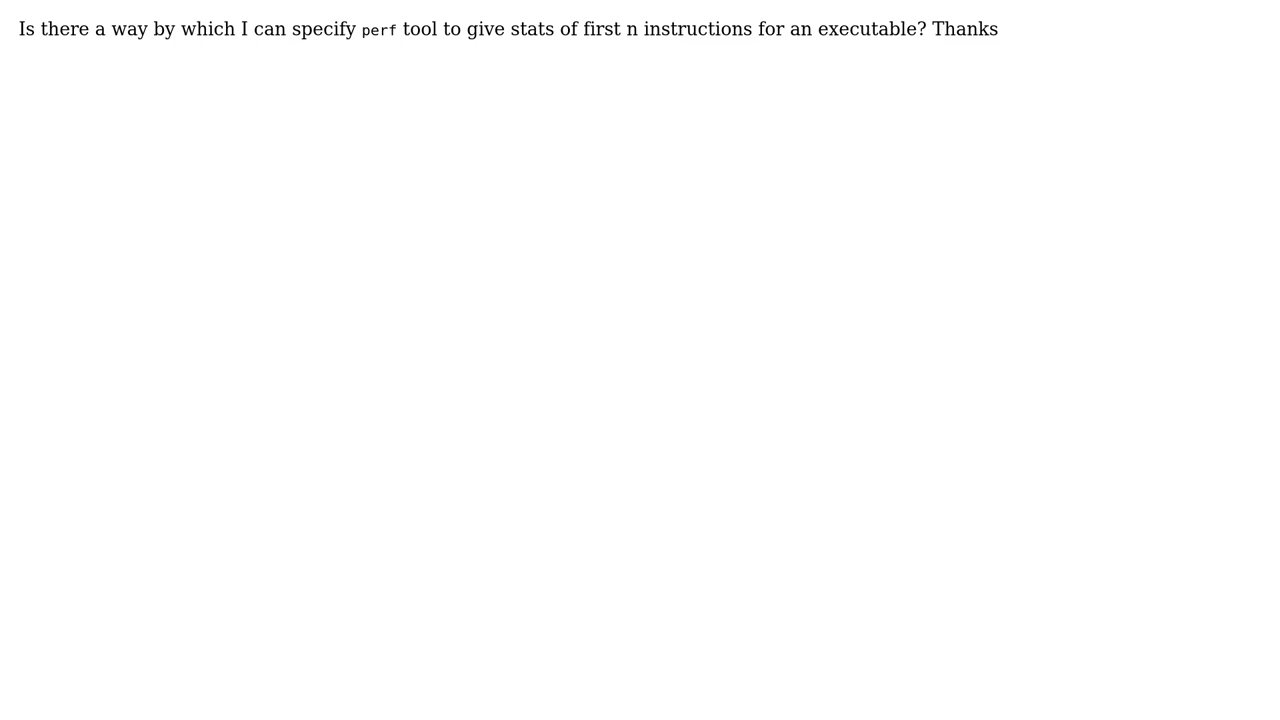 Is there a way by which I can specify perf tool to give stats of first n instructions for an executable? Thanks